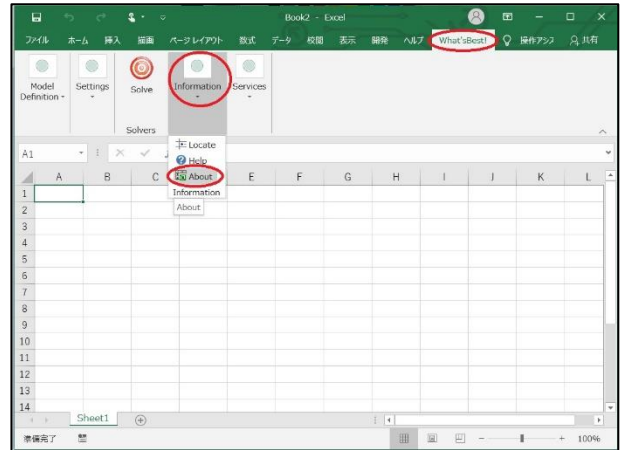 Book2 - Excel
ファイル ホーム 挿入 描画 ページ レイアウト 数式 データ 校閲 表示 開発 ヘルプ What'sBest! 操作アシス 共有
Model Definition
Settings
Solve
Information
Services
Solvers
Locate
Help
About
Information
About
A1
A B C E F G H I J K L
1
2
3
4
5
6
7
8
9
10
11
12
13
14
Sheet1
準備完了
100%